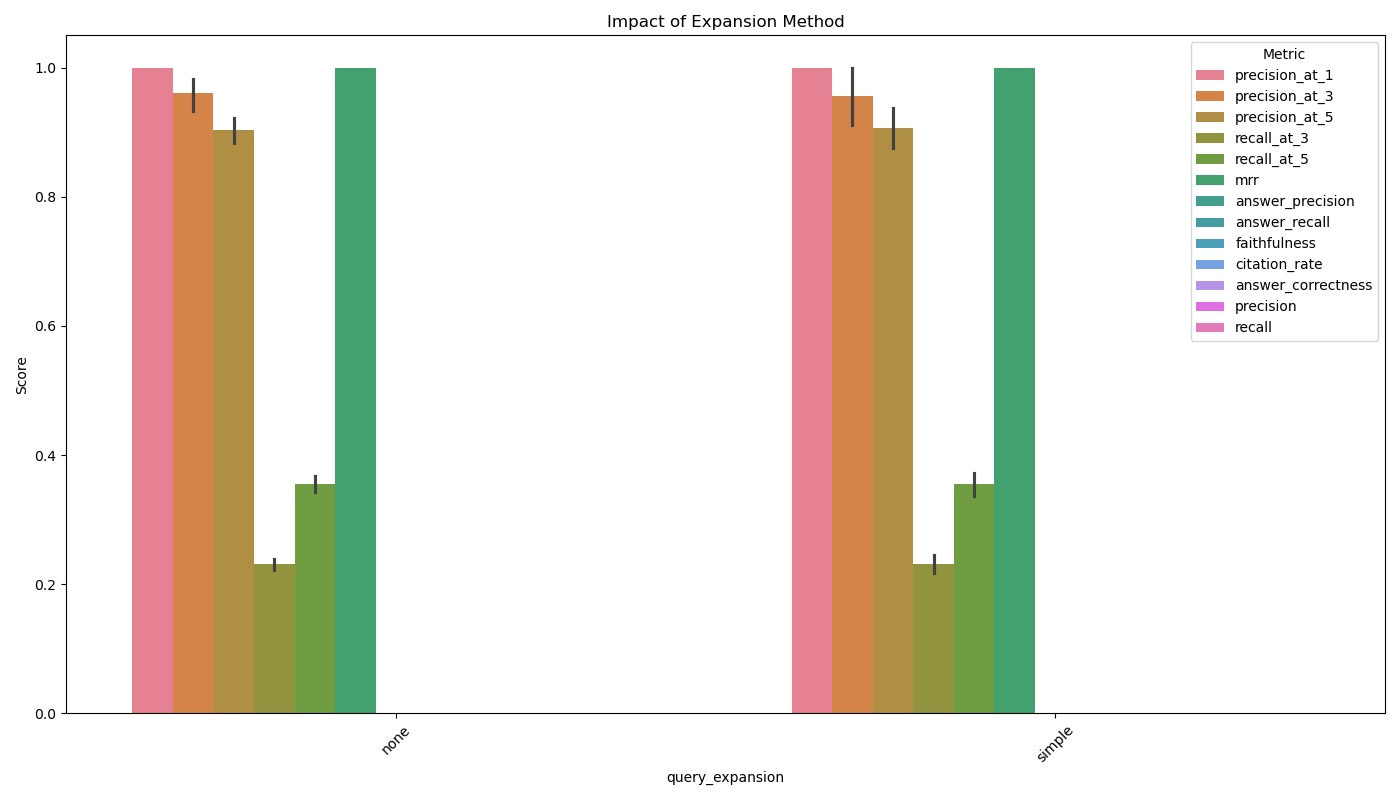 Impact of Expansion Method
Score
1.0
0.8
0.6
0.4
0.2
0.0
Metric
precision_at_1
precision_at_3
precision_at_5
recall_at_3
recall_at_5
mrr
answer_precision
answer_recall
faithfulness
citation_rate
answer_correctness
precision
recall
none
simple
query_expansion